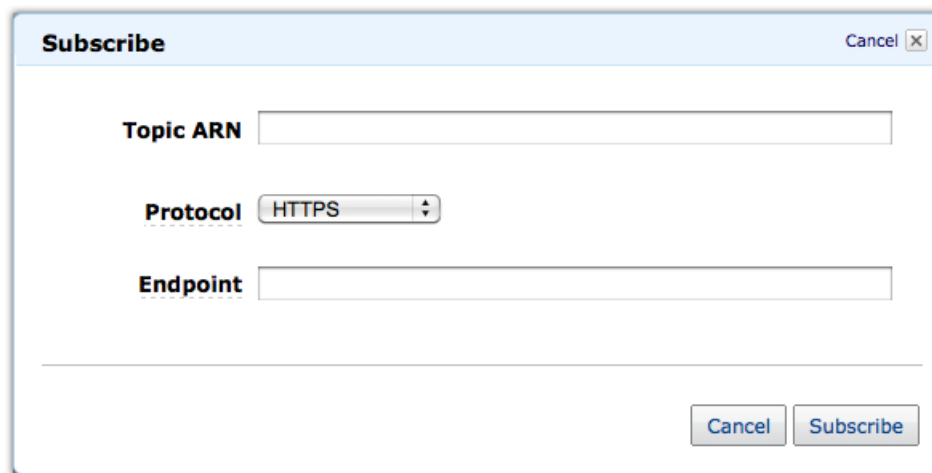 Subscribe
Cancel
Topic ARN
Protocol HTTPS
Endpoint
Cancel Subscribe